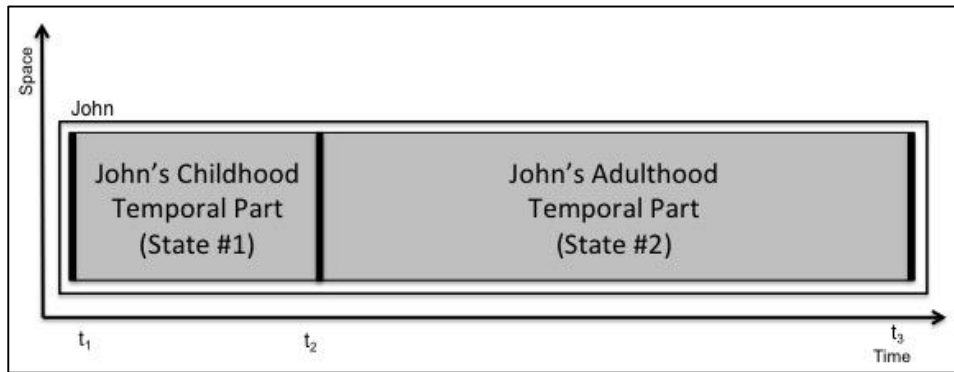 Space
John
John's Childhood
Temporal Part
(State #1)
John's Adulthood
Temporal Part
(State #2)
t1
t2
t3
Time